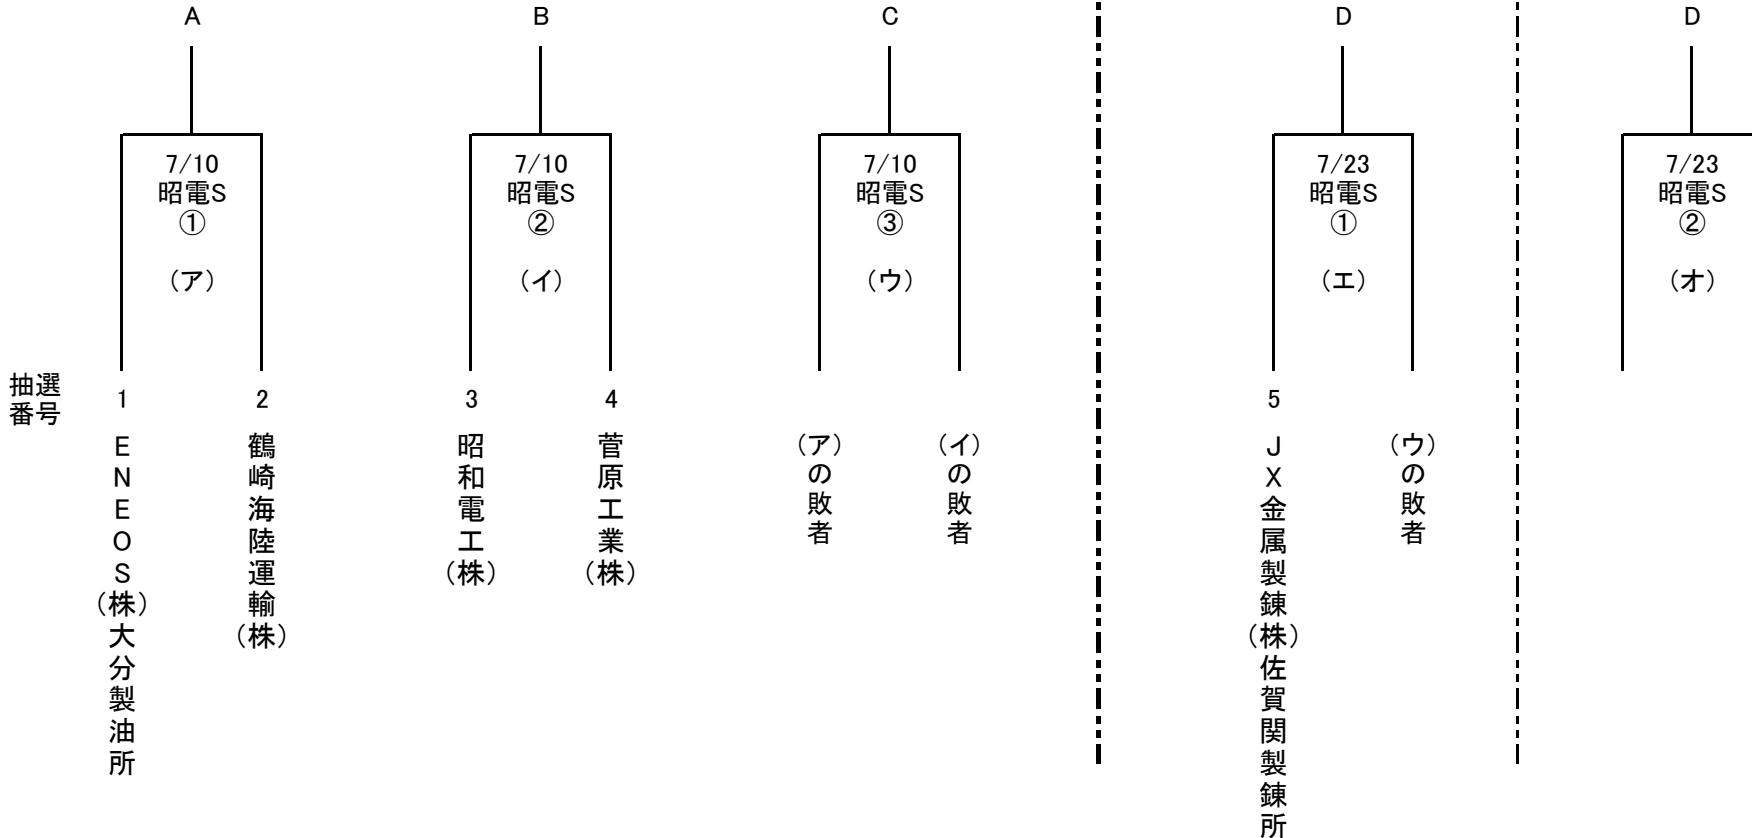 A
B
C
D
D
7/10
昭電S
①
（ア）
7/10
昭電S
②
（イ）
7/10
昭電S
③
（ウ）
7/23
昭電S
①
（エ）
7/23
昭電S
②
（オ）
抽選
番号
1
2
3
4
5
ENEOS（株）大分製油所
鶴崎海陸運輸（株）
昭和電工（株）
菅原工業（株）
（ア）の敗者
（イ）の敗者
JX金属製錬（株）佐賀関製錬所
（ウ）の敗者